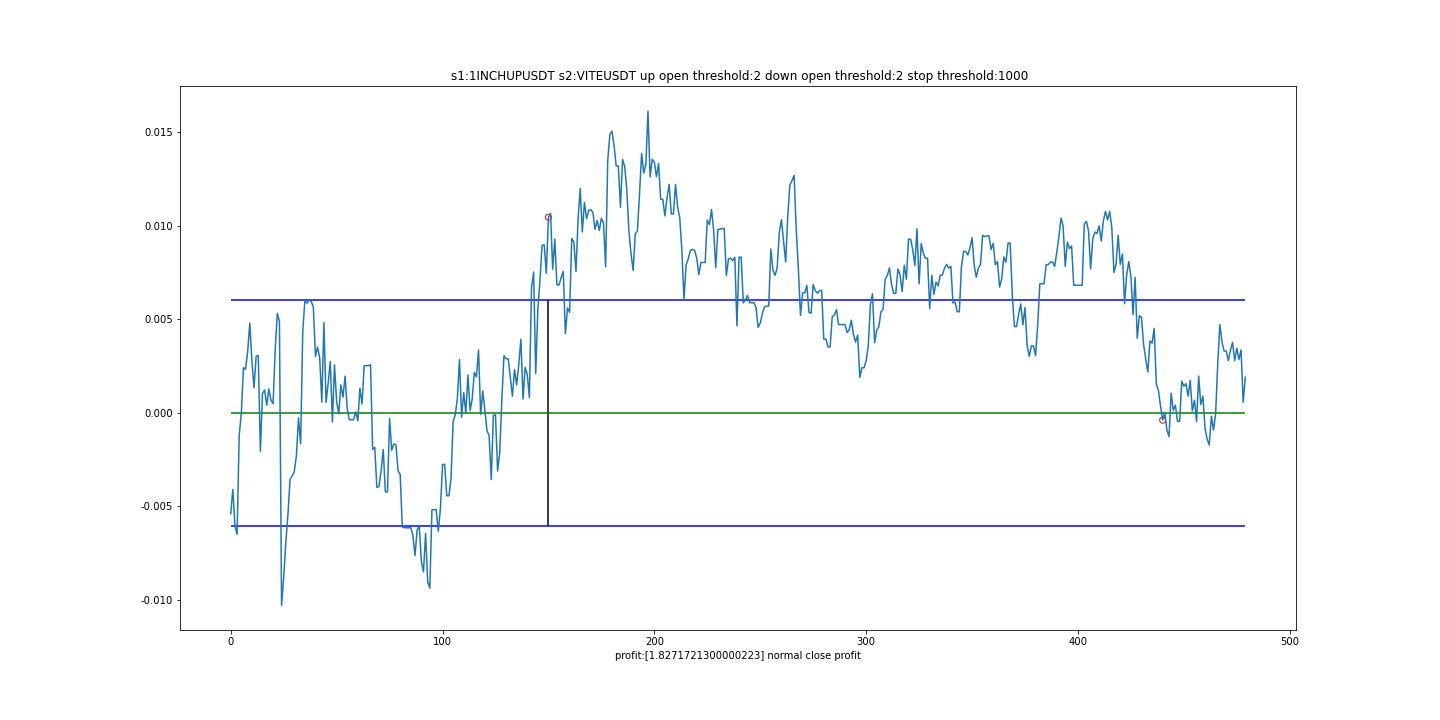 s1:1INCHUPUSDT s2:VITEUSDT up open threshold:2 down open threshold:2 stop threshold:1000
0.015
0.010
0.005
0.000
-0.005
-0.010
0 100 200 300 400 500
profit:[1.8271721300000223] normal close profit